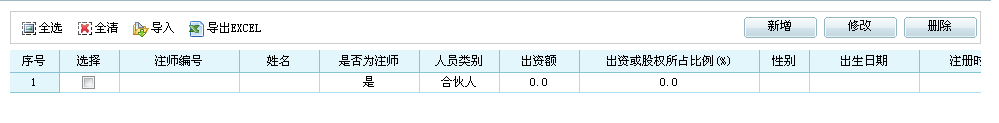 全选 全清 导入 导出EXCEL 新增 修改 删除
序号 选择 注师编号 姓名 是否为注师 人员类别 出资额 出资或股权所占比例(%) 性别 出生日期 注册时
1 是 合伙人 0.0 0.0